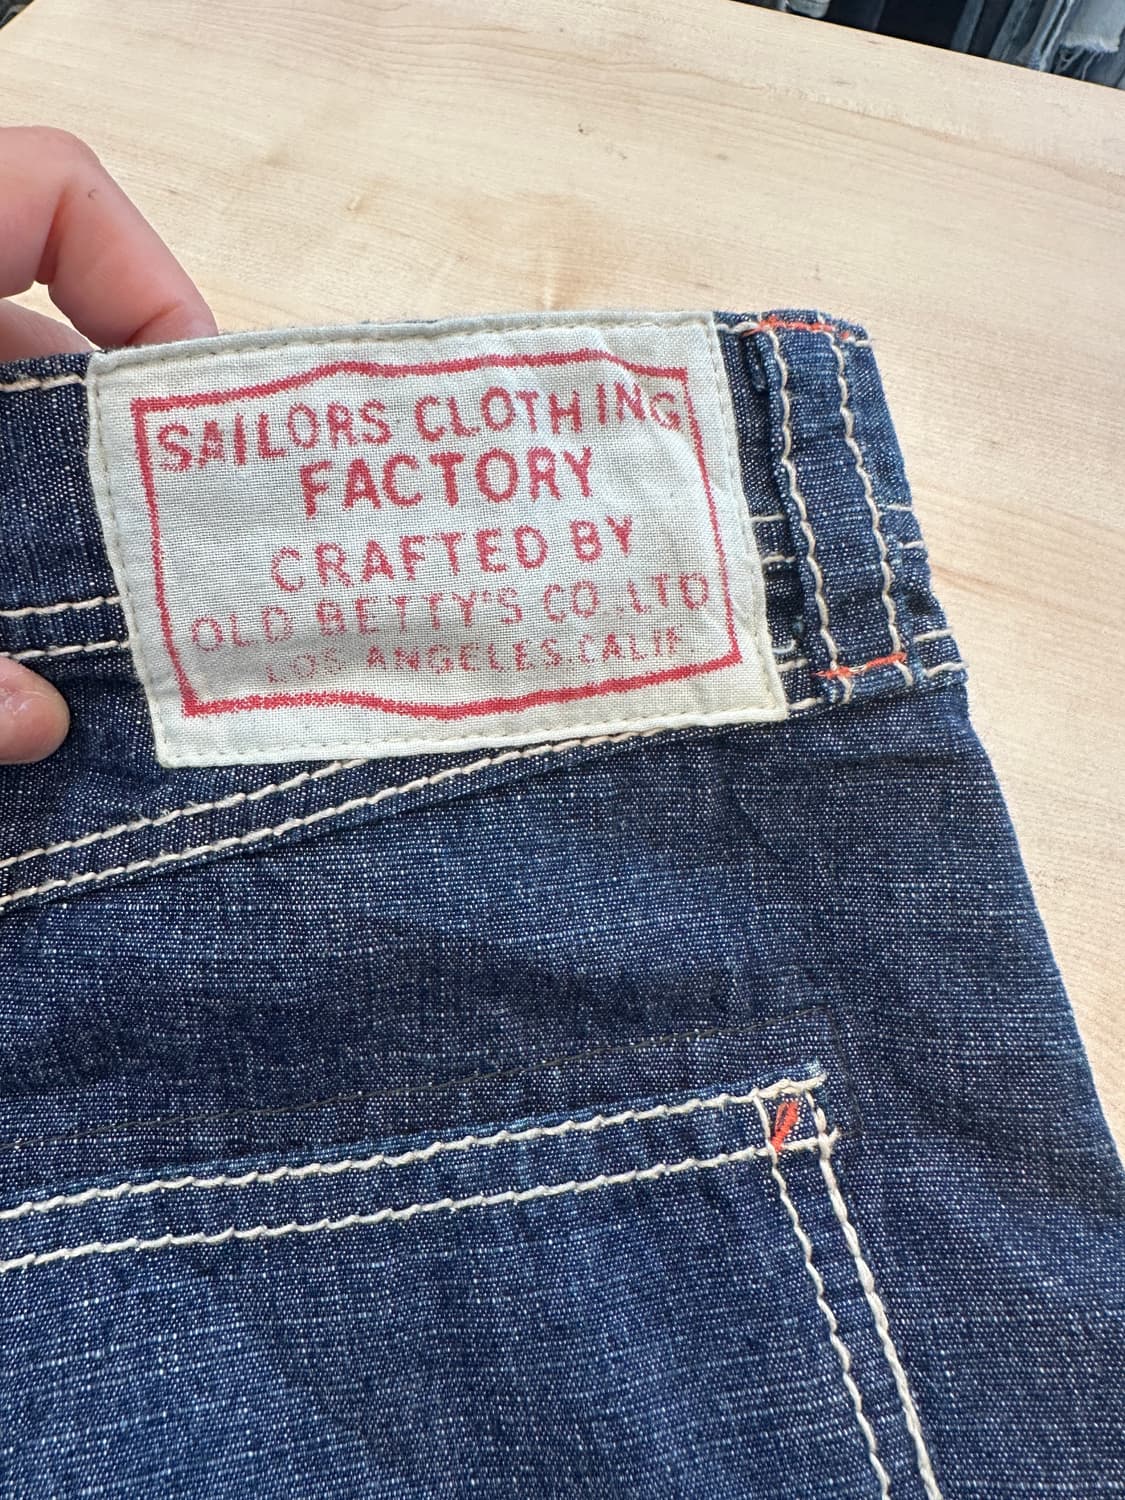 SAILORS CLOTHING
FACTORY
CRAFTED BY
OLD BETTY'S CO.,LTD
LOS ANGELES.CALIF.